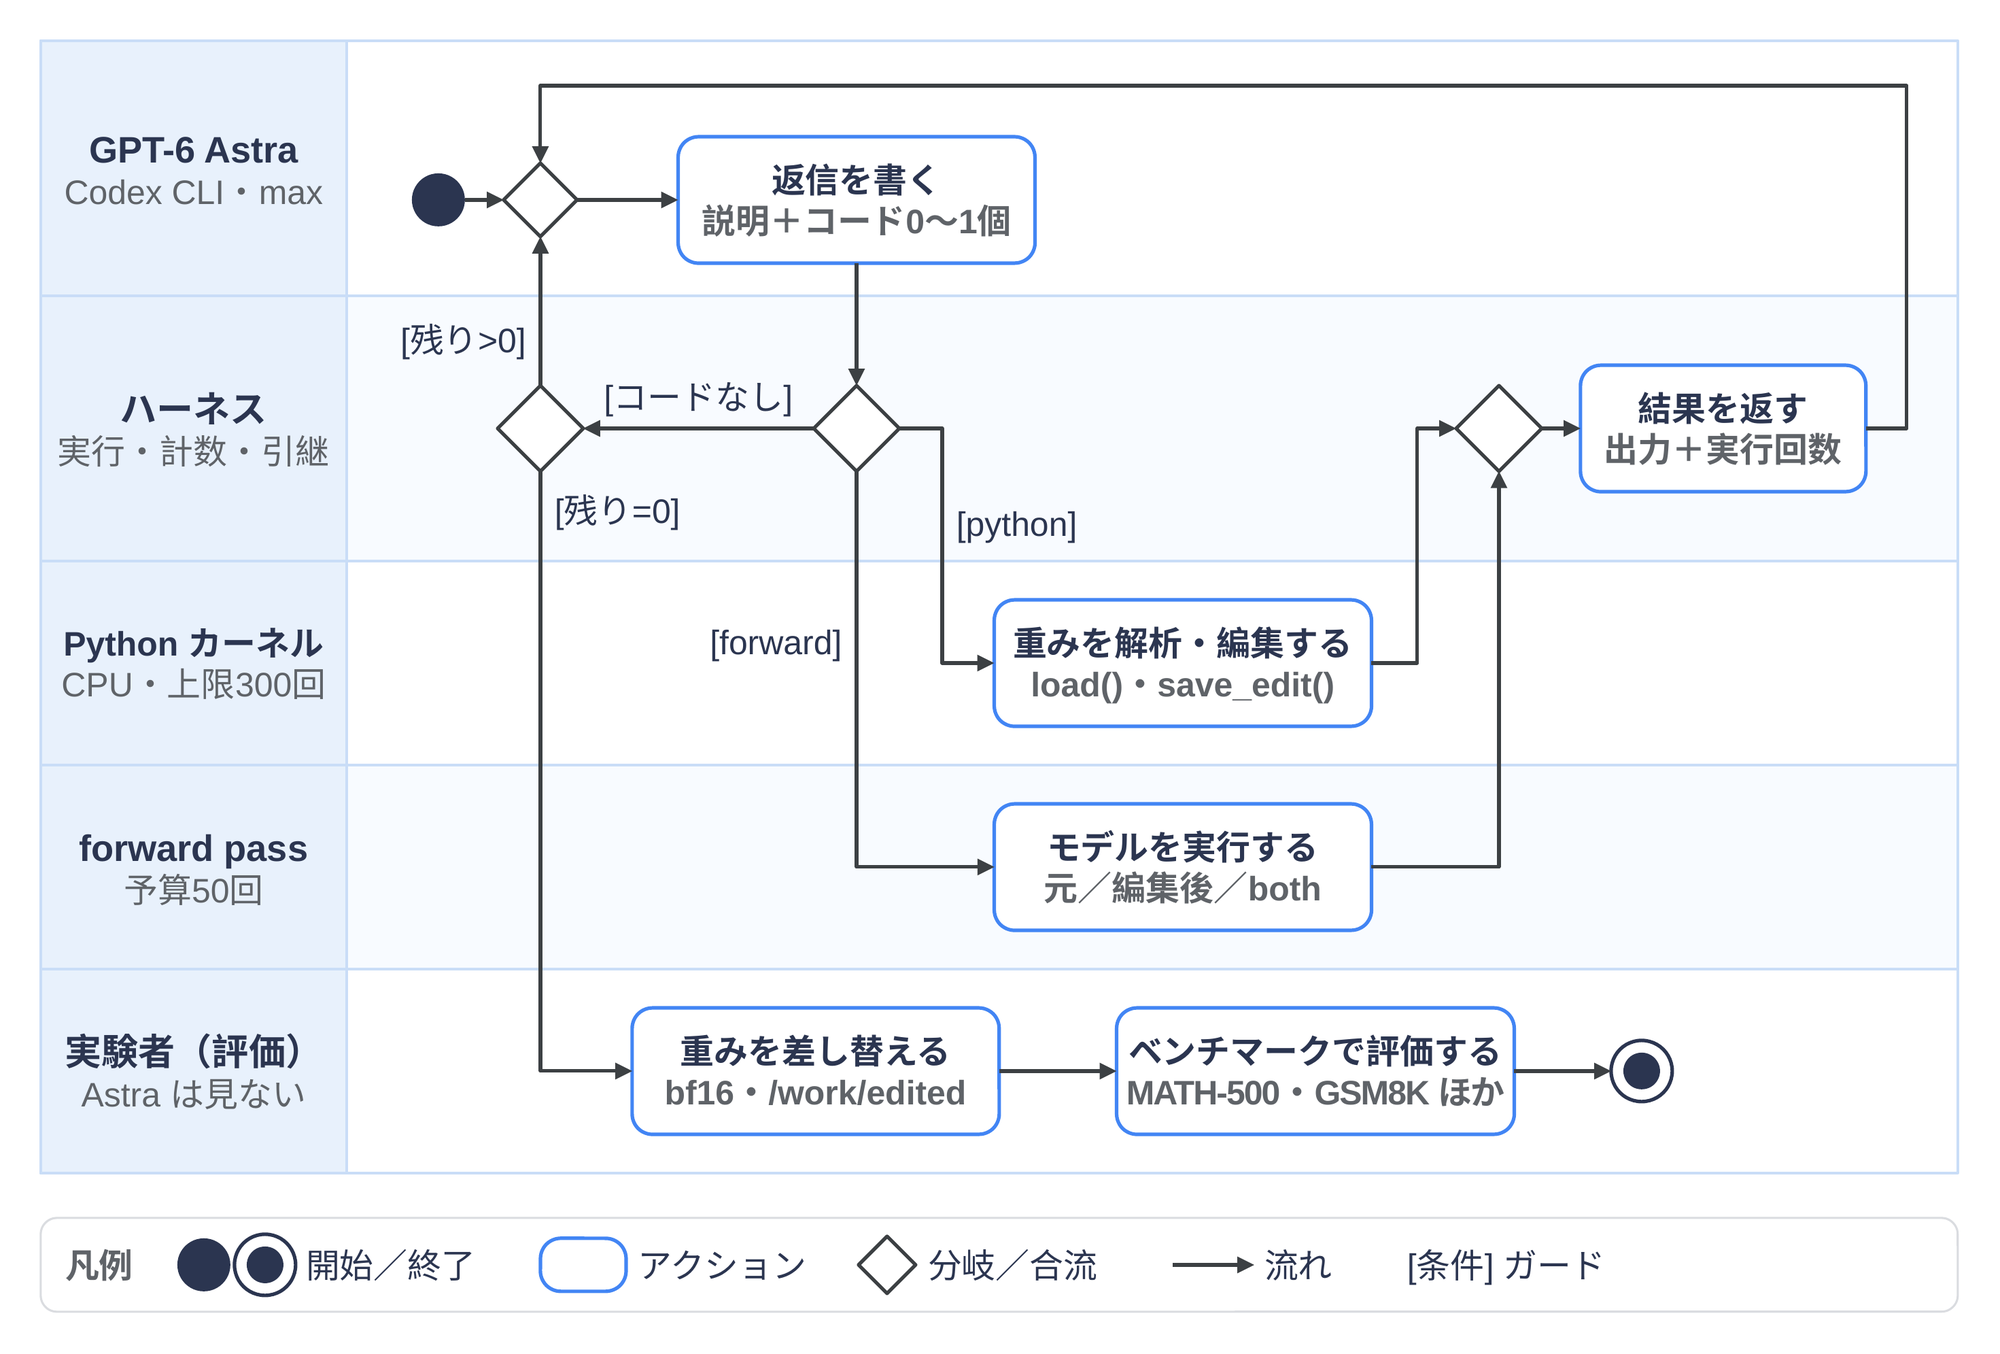 GPT-6 Astra
Codex CLI・max
返信を書く
説明＋コード0〜1個
ハーネス
実行・計数・引継
[残り>0]
[コードなし]
[残り=0]
[python]
結果を返す
出力＋実行回数
Python カーネル
CPU・上限300回
[forward]
重みを解析・編集する
load()・save_edit()
forward pass
予算50回
モデルを実行する
元／編集後／both
実験者（評価）
Astra は見ない
重みを差し替える
bf16・/work/edited
ベンチマークで評価する
MATH-500・GSM8K ほか
凡例
開始／終了
アクション
分岐／合流
流れ
[条件] ガード